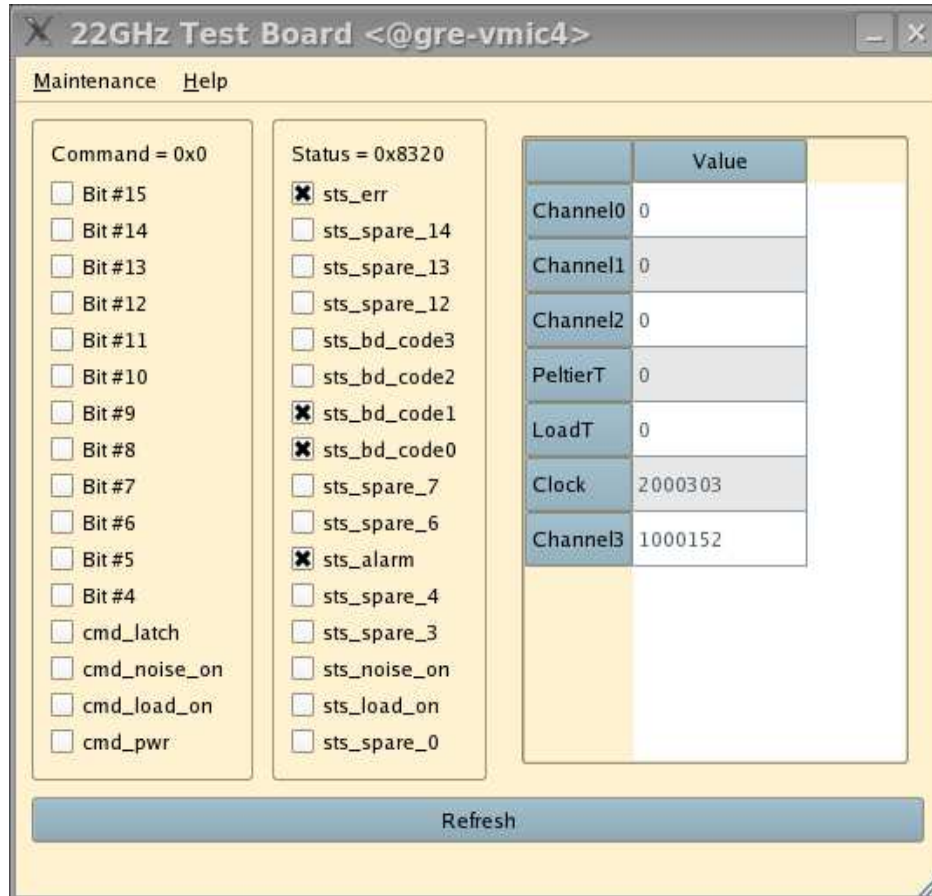 22GHz Test Board <@gre-vmic4>
Maintenance Help
Command = 0x0
Bit #15
Bit #14
Bit #13
Bit #12
Bit #11
Bit #10
Bit #9
Bit #8
Bit #7
Bit #6
Bit #5
Bit #4
cmd_latch
cmd_noise_on
cmd_load_on
cmd_pwr
Status = 0x8320
sts_err
sts_spare_14
sts_spare_13
sts_spare_12
sts_bd_code3
sts_bd_code2
sts_bd_code1
sts_bd_code0
sts_spare_7
sts_spare_6
sts_alarm
sts_spare_4
sts_spare_3
sts_noise_on
sts_load_on
sts_spare_0
Value
Channel0 0
Channel1 0
Channel2 0
PeltierT 0
LoadT 0
Clock 2000303
Channel3 1000152
Refresh